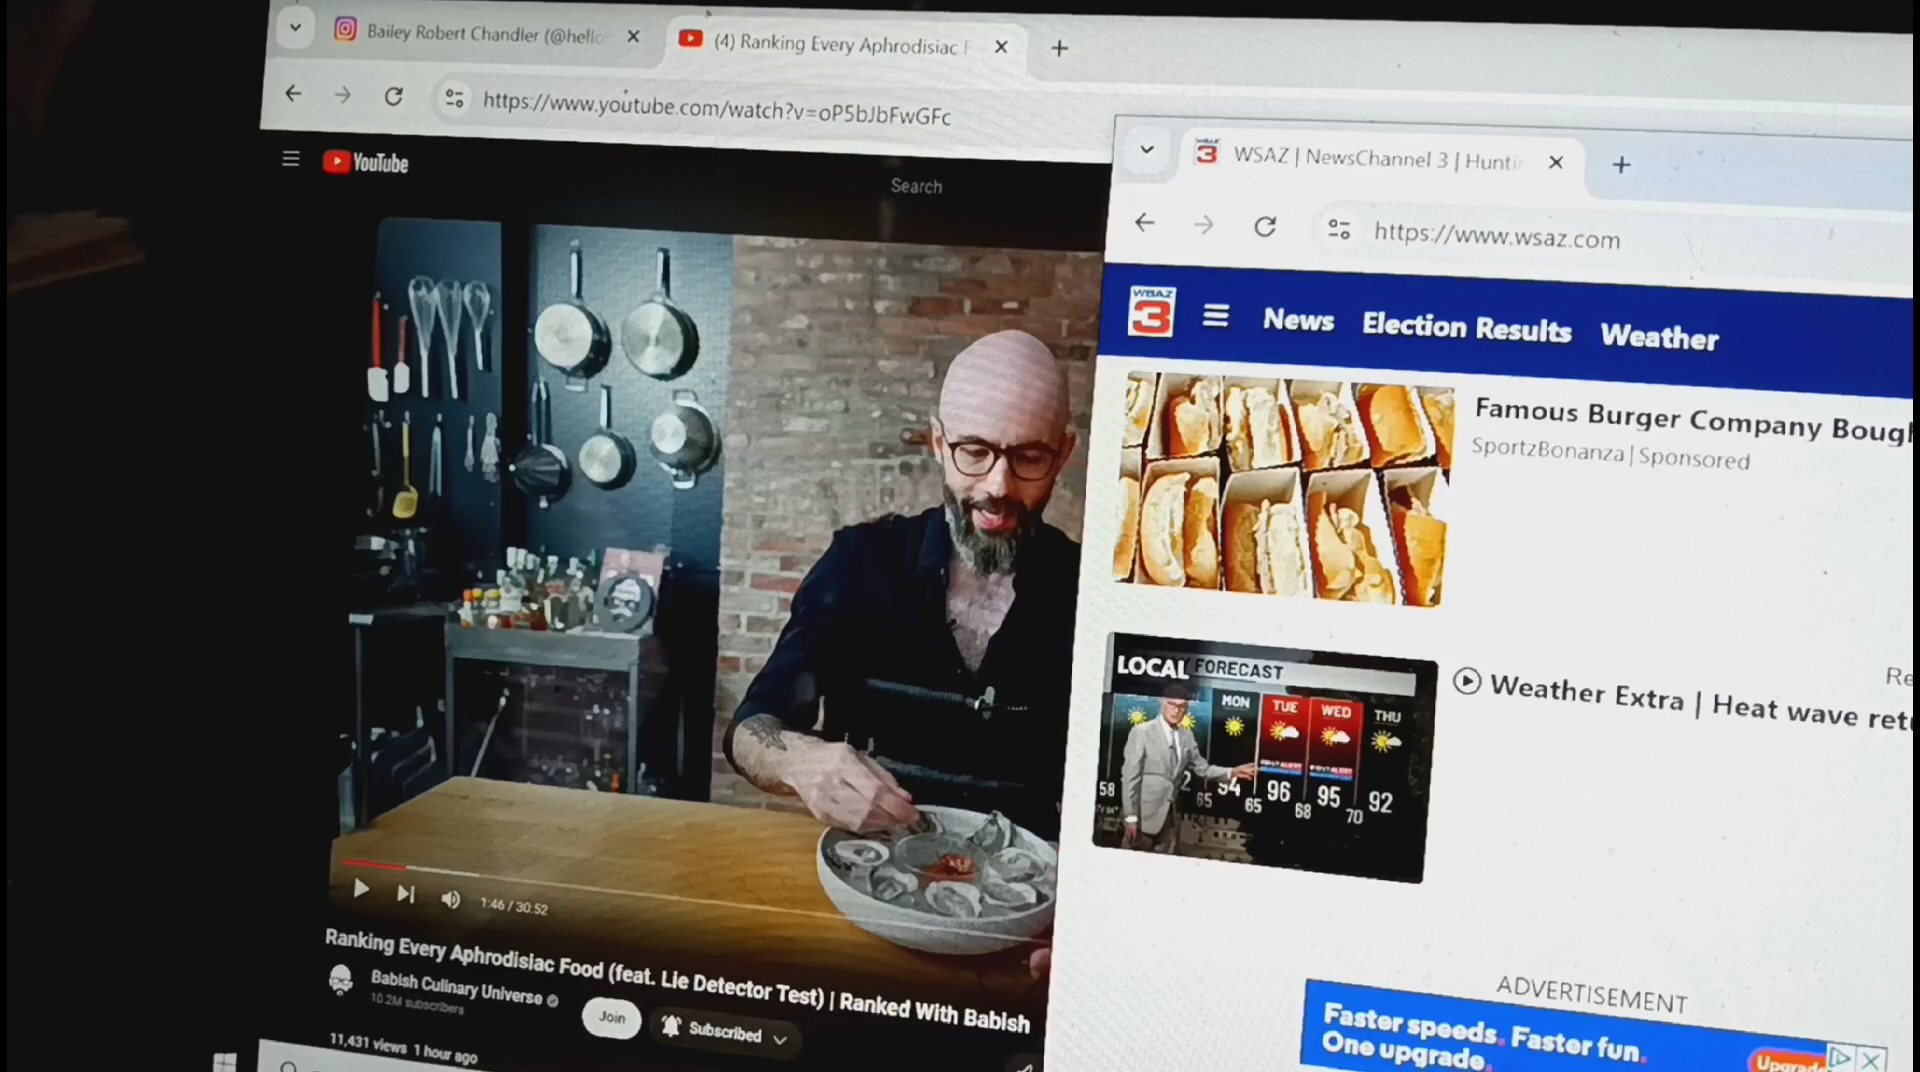 Bailey Robert Chandler (@hello
(4) Ranking Every Aphrodisiac F
https://www.youtube.com/watch?v=oP5bJbFwGFc
YouTube
Search
1:46 / 30:52
Ranking Every Aphrodisiac Food (feat. Lie Detector Test) | Ranked With Babish
Babish Culinary Universe
10.2M subscribers
Join
Subscribed
11,431 views 1 hour ago
WSAZ | NewsChannel 3 | Hunti
https://www.wsaz.com
WSAZ
3
News Election Results Weather
Famous Burger Company Bough
SportzBonanza | Sponsored
LOCAL FORECAST
MON TUE WED THU
58 2 65 94 65 96 68 95 70 92
Re
Weather Extra | Heat wave ret
ADVERTISEMENT
Faster speeds. Faster fun.
One upgrade.
Upgrade